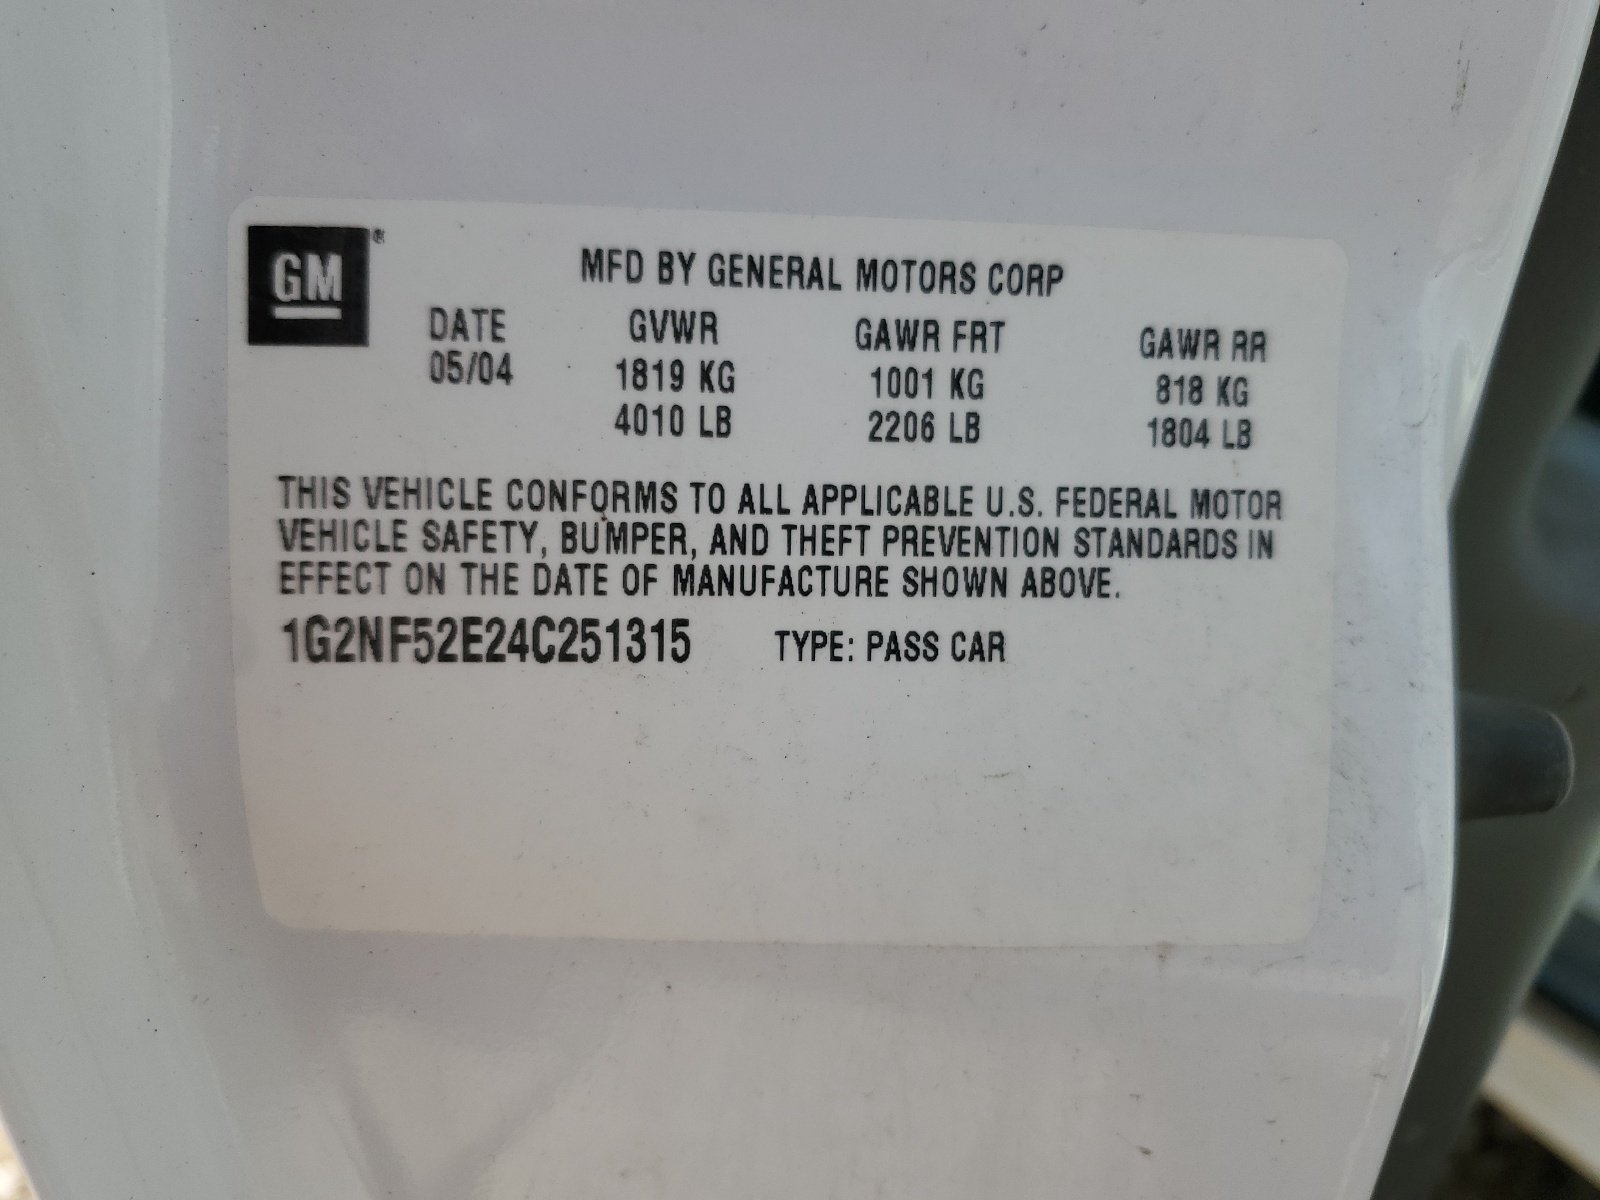 GM®
MFD BY GENERAL MOTORS CORP
DATE GVWR GAWR FRT GAWR RR
05/04 1819 KG 1001 KG 818 KG
4010 LB 2206 LB 1804 LB
THIS VEHICLE CONFORMS TO ALL APPLICABLE U.S. FEDERAL MOTOR
VEHICLE SAFETY, BUMPER, AND THEFT PREVENTION STANDARDS IN
EFFECT ON THE DATE OF MANUFACTURE SHOWN ABOVE.
1G2NF52E24C251315 TYPE: PASS CAR